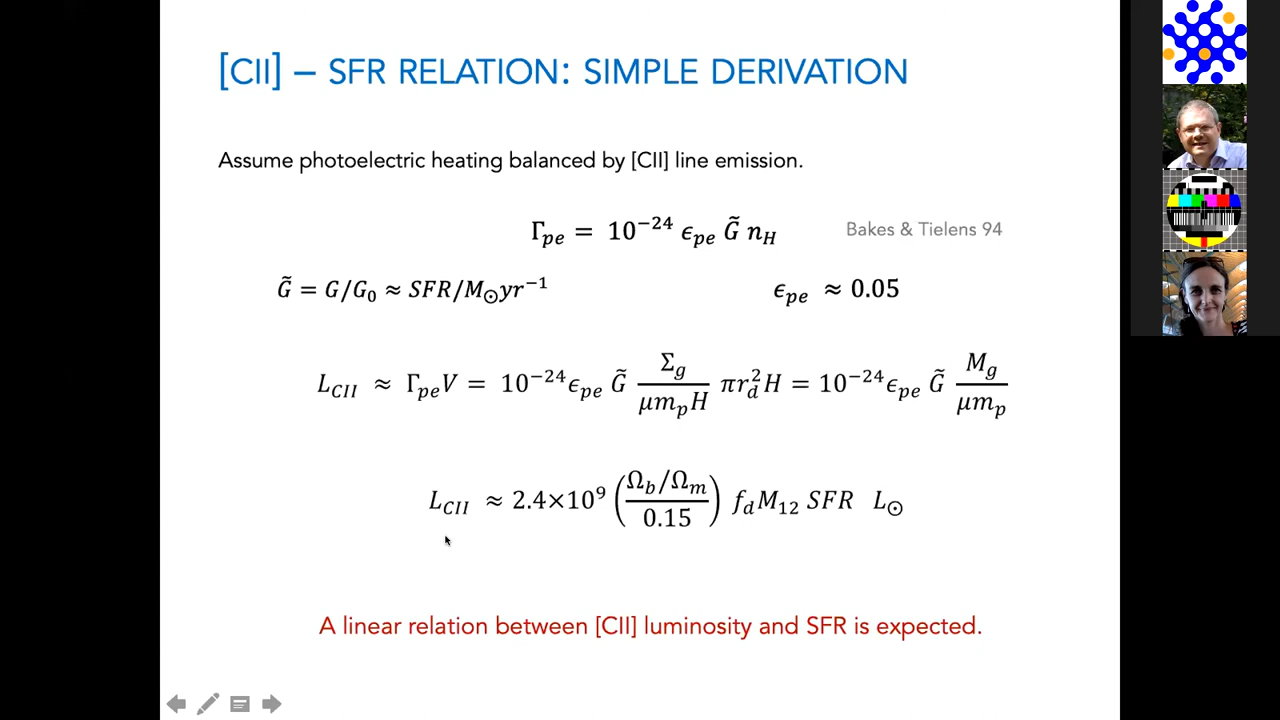 [CII] – SFR RELATION: SIMPLE DERIVATION
Assume photoelectric heating balanced by [CII] line emission.
Γ_pe = 10^−24 ϵ_pe G̃ n_H
Bakes & Tielens 94
G̃ = G/G_0 ≈ SFR/M_⊙yr^−1
ϵ_pe ≈ 0.05
L_CII ≈ Γ_pe V = 10^−24 ϵ_pe G̃ Σ_g/(μm_pH) πr_d^2 H = 10^−24 ϵ_pe G̃ M_g/(μm_p)
L_CII ≈ 2.4×10^9 ((Ω_b/Ω_m)/0.15) f_d M_12 SFR L_⊙
A linear relation between [CII] luminosity and SFR is expected.